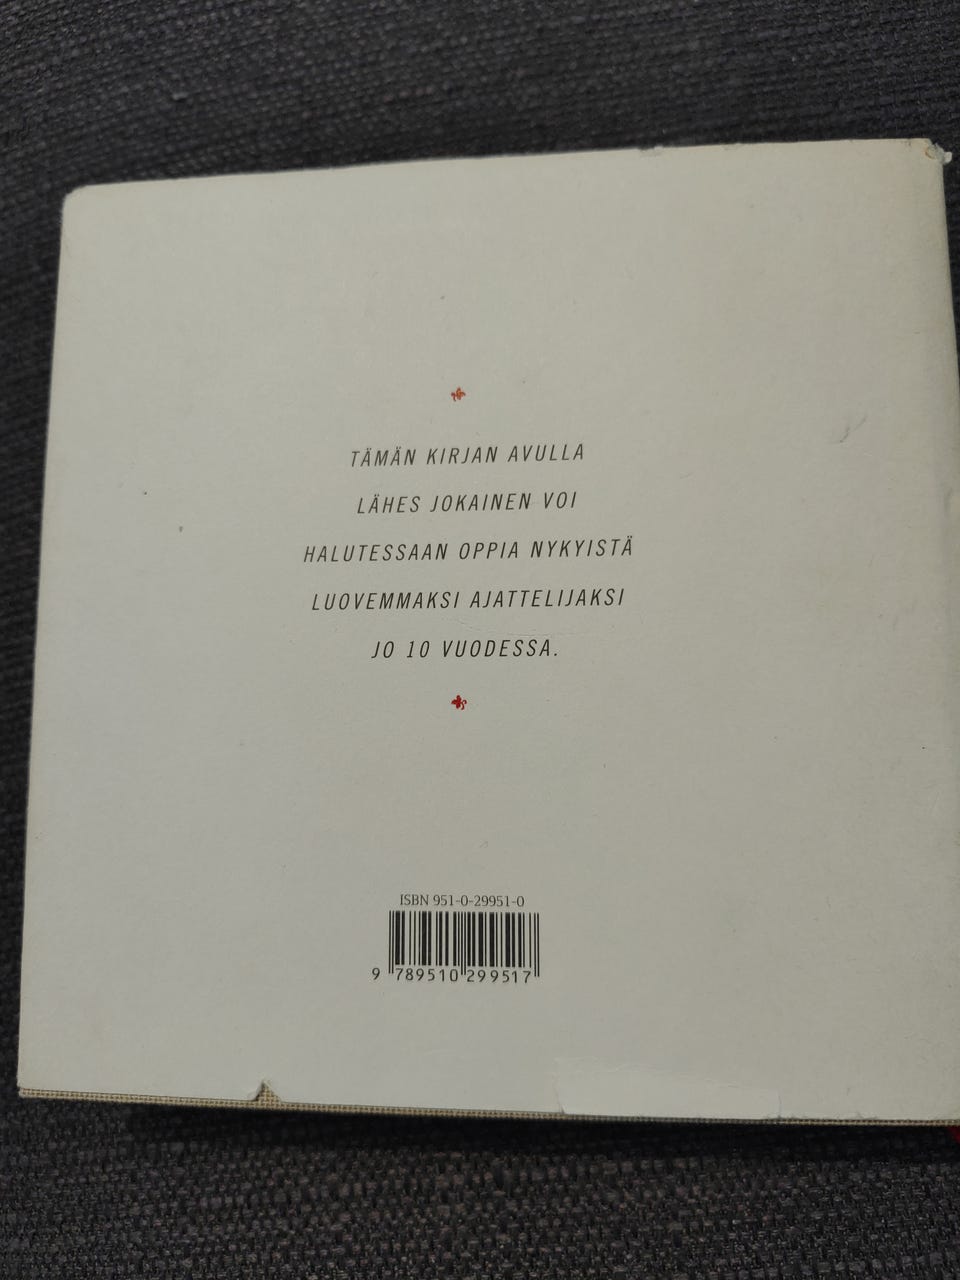 TÄMÄN KIRJAN AVULLA
LÄHES JOKAINEN VOI
HALUTESSAAN OPPIA NYKYISTÄ
LUOVEMMAKSI AJATTELIJAKSI
JO 10 VUODESSA.
ISBN 951-0-29951-0
9 789510 299517